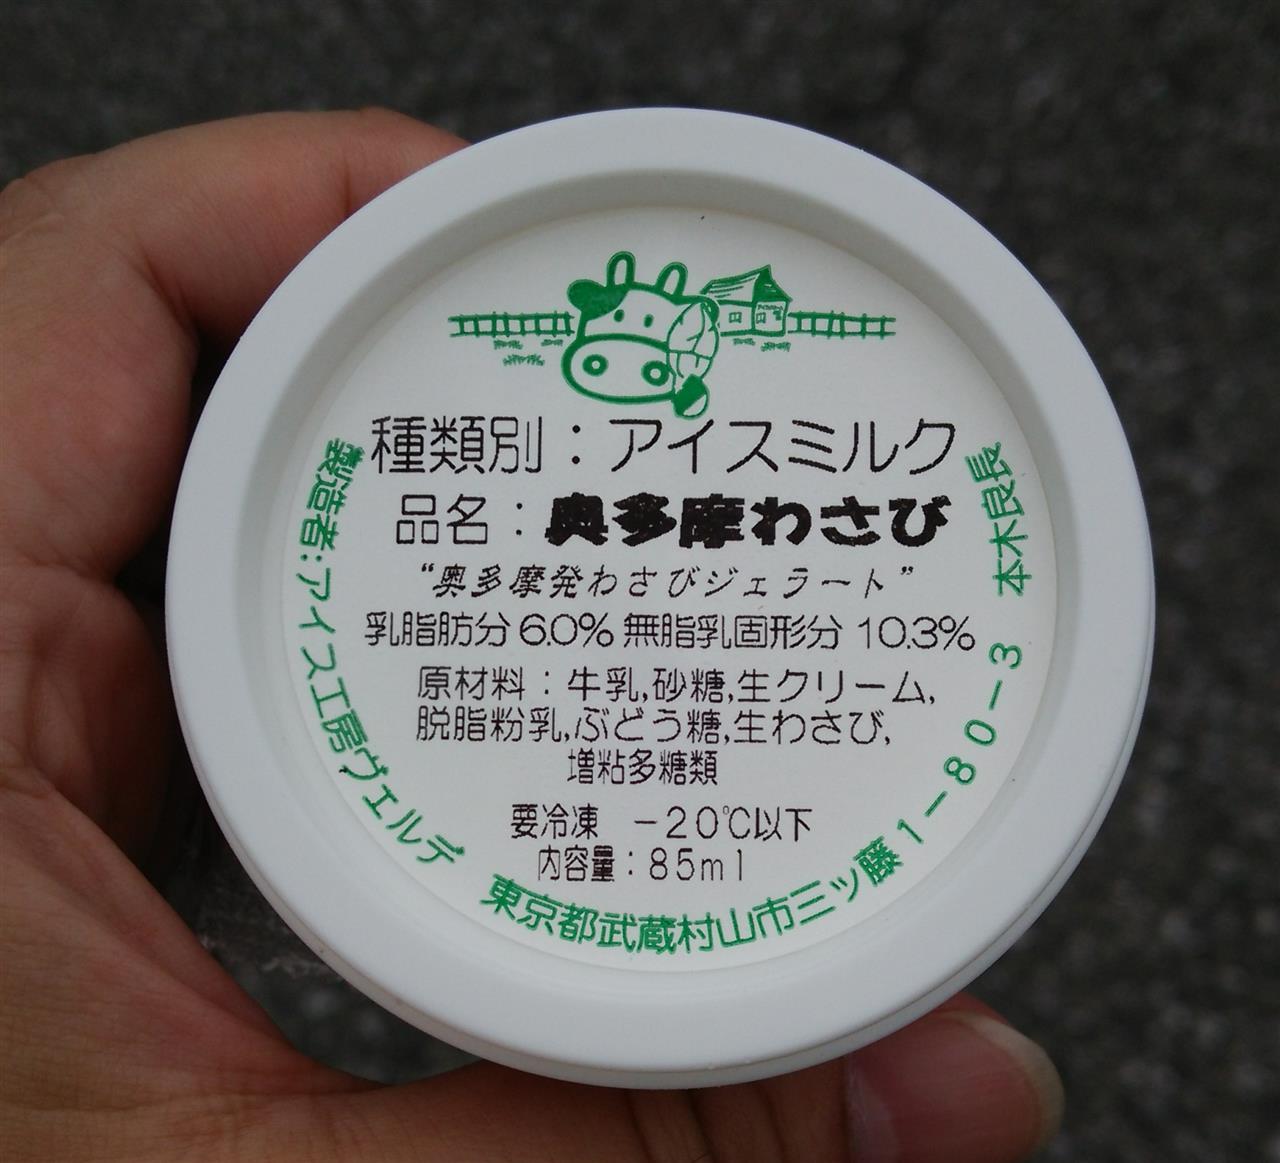 種類別：アイスミルク
品名：奥多摩わさび
“奥多摩発わさびジェラート”
乳脂肪分6.0% 無脂乳固形分10.3%
原材料：牛乳,砂糖,生クリーム,
脱脂粉乳,ぶどう糖,生わさび,
増粘多糖類
要冷凍　－20℃以下
内容量：85ml
製造者：アイス工房ヴェルデ
東京都武蔵村山市三ツ藤1－80－3
本木良長